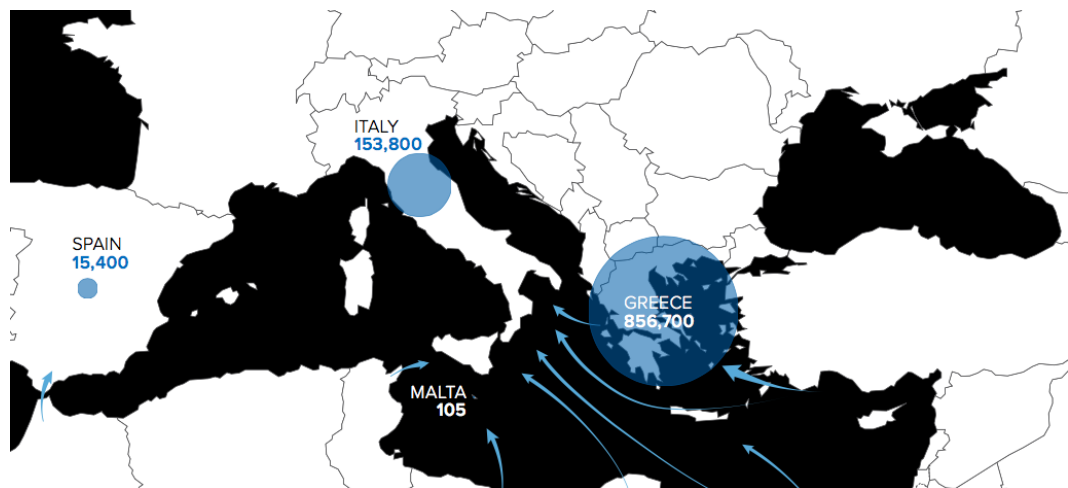 ITALY
153,800
SPAIN
15,400
GREECE
856,700
MALTA
105